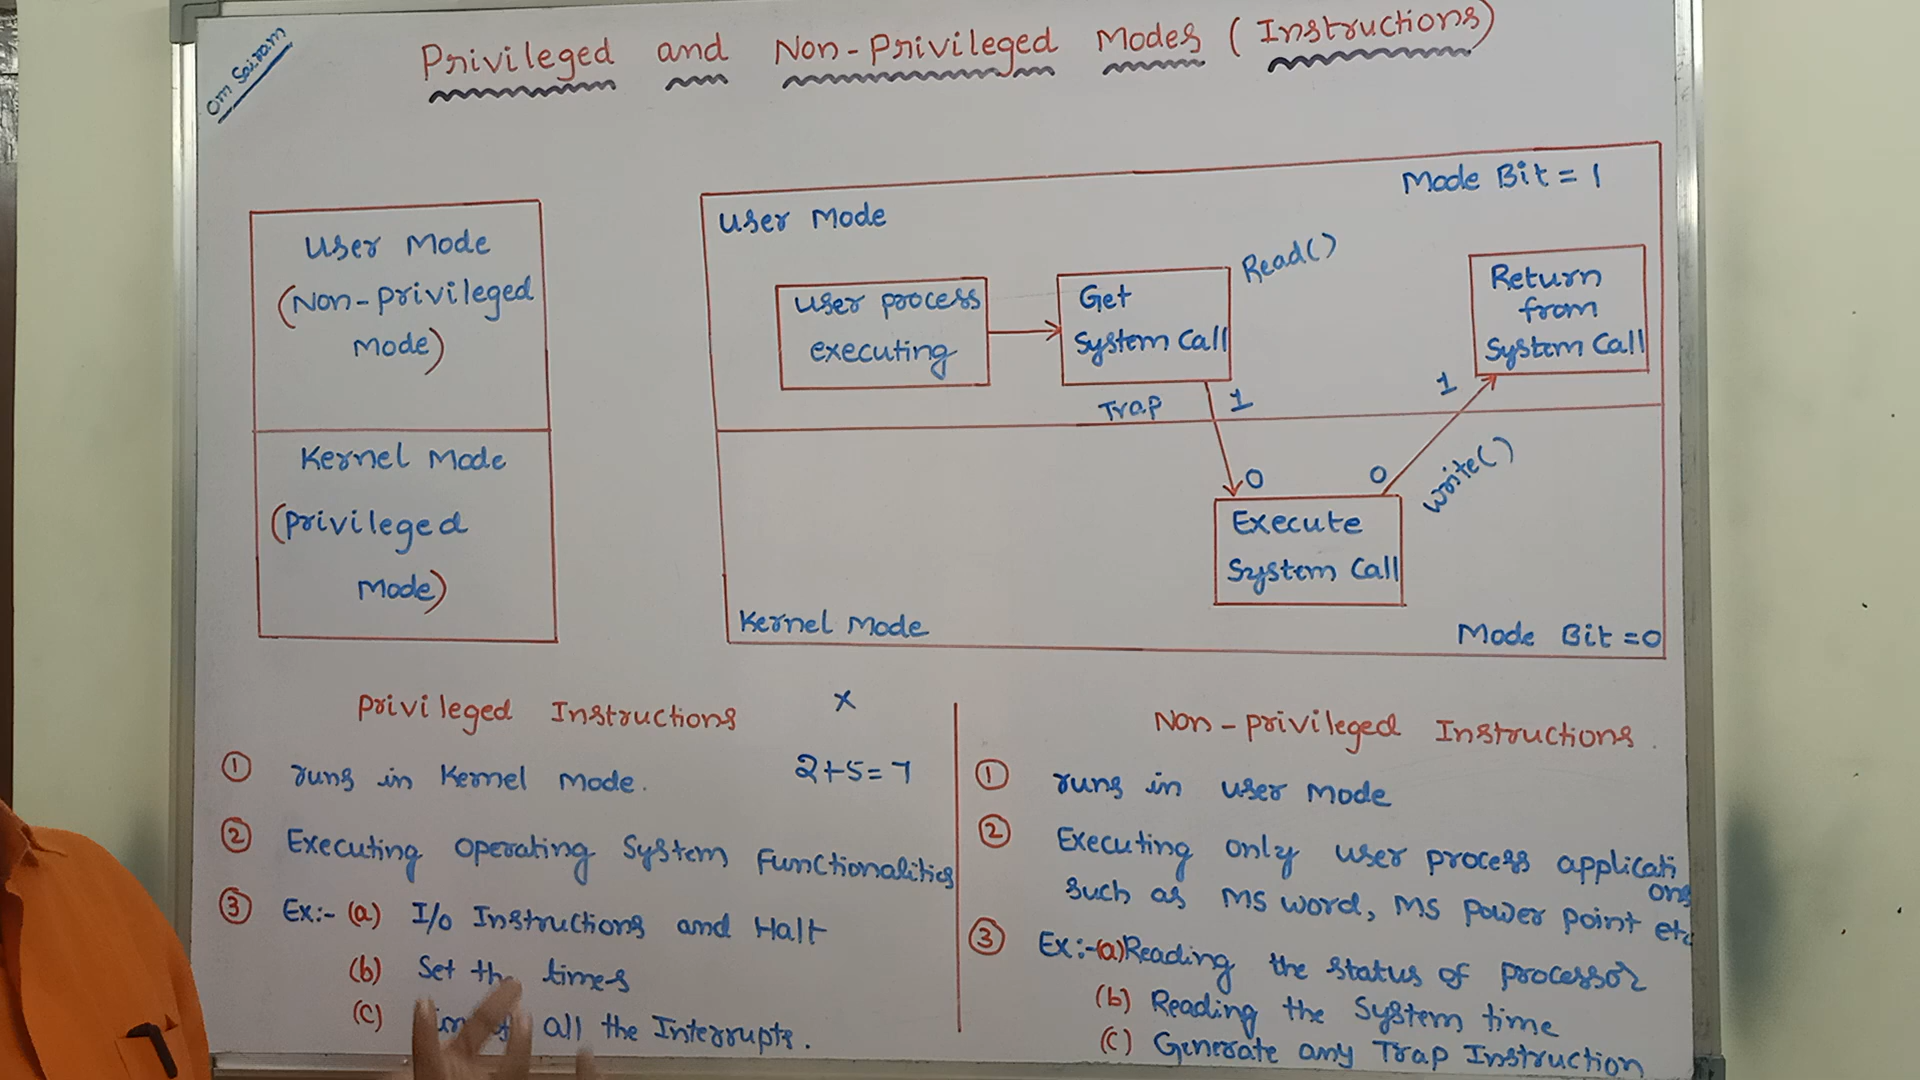 Om Sairam
Privileged and Non-Privileged Modes (Instructions)
User Mode
(Non-privileged
Mode)
Kernel Mode
(privileged
Mode)
User Mode
Mode Bit = 1
User process
executing
Get
System Call
Read()
Return
from
System Call
Trap
1
1
0
0
Write()
Execute
System Call
Kernel Mode
Mode Bit = 0
Privileged Instructions
x
2+5=7
① runs in Kernel Mode.
② Executing Operating System Functionalities
③ Ex:- (a) I/o Instructions and Halt
(b) Set the times
(c) all the Interrupts.
Non-privileged Instructions.
① runs in user mode
② Executing only user process applicati
ons
such as MS word, MS power point etc
③ Ex:-(a) Reading the status of processor
(b) Reading the System time
(c) Generate any Trap Instruction